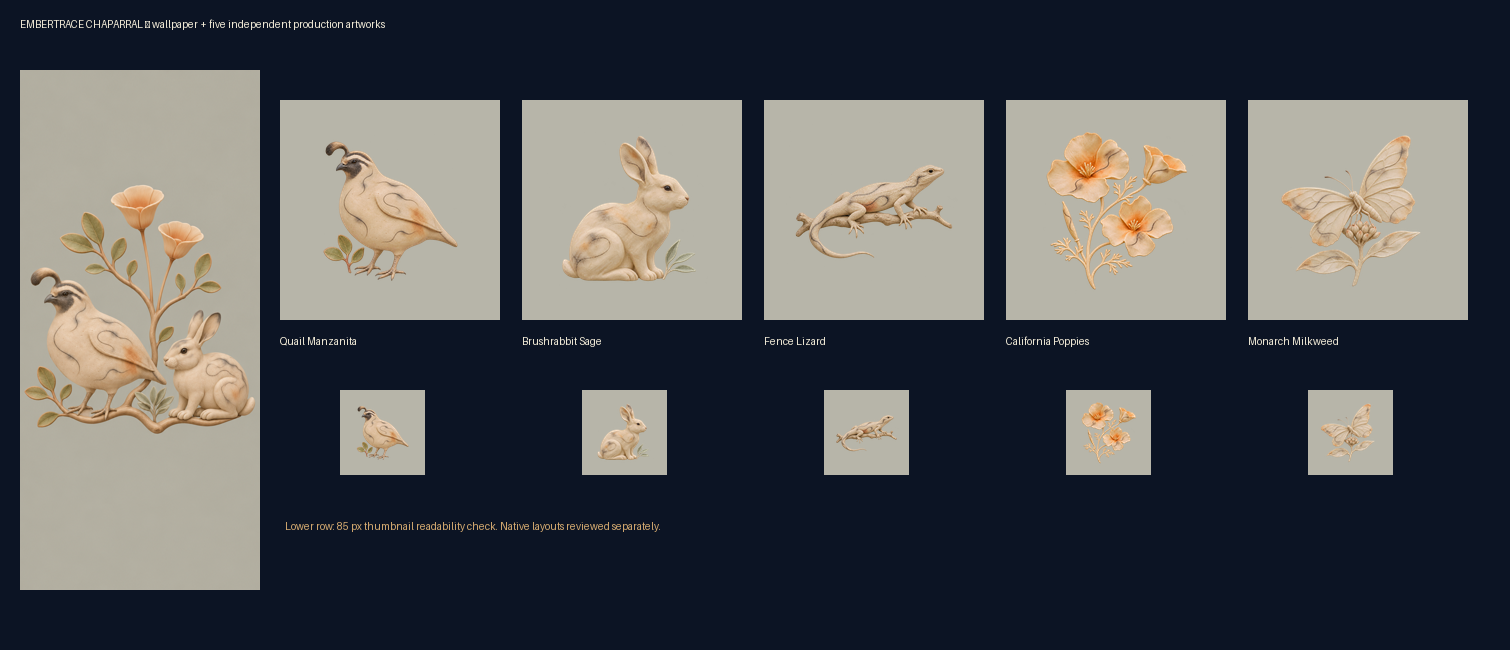 EMBERTRACE CHAPARRAL □ wallpaper + five independent production artworks
Quail Manzanita
Brushrabbit Sage
Fence Lizard
California Poppies
Monarch Milkweed
Lower row: 85 px thumbnail readability check. Native layouts reviewed separately.